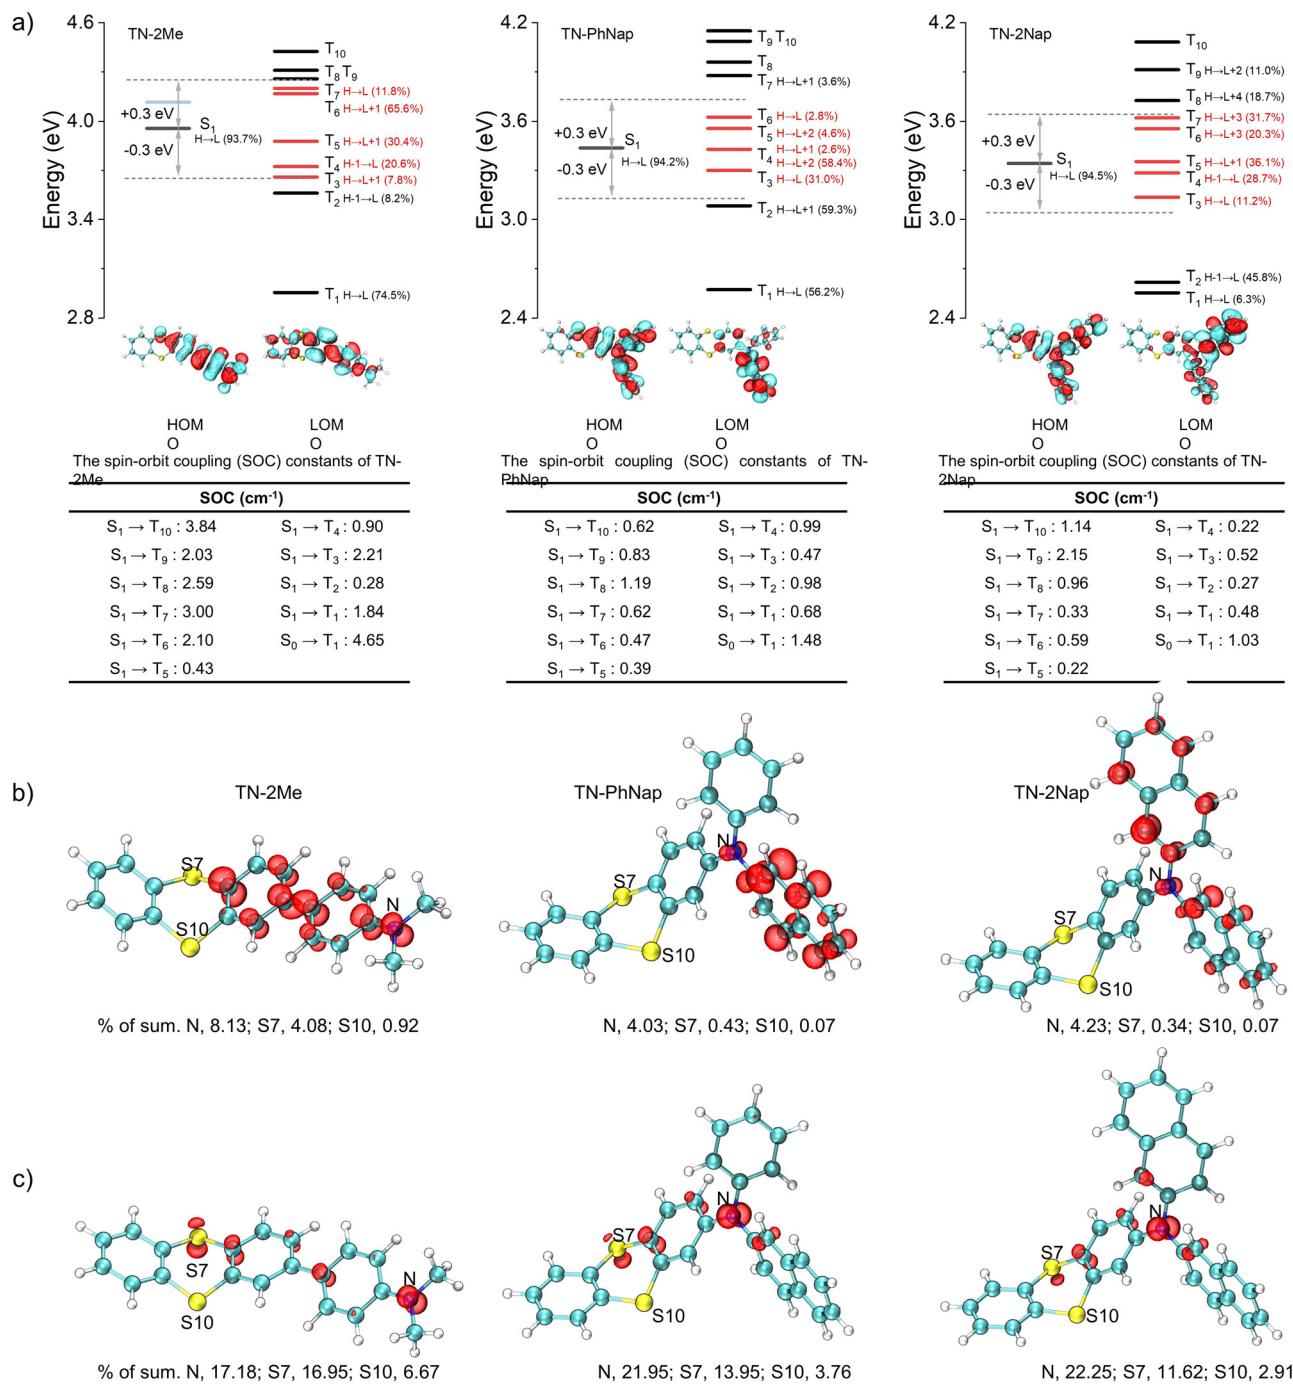 a)
TN-2Me
4.6
4.0
3.4
2.8
Energy (eV)
+0.3 eV
-0.3 eV
S1
H→L (93.7%)
T10
T8 T9
T7 H→L (11.8%)
T6 H→L+1 (65.6%)
T5 H→L+1 (30.4%)
T4 H-1→L (20.6%)
T3 H→L+1 (7.8%)
T2 H-1→L (8.2%)
T1 H→L (74.5%)
HOM
O
LOM
O
TN-PhNap
4.2
3.6
3.0
2.4
Energy (eV)
+0.3 eV
-0.3 eV
S1
H→L (94.2%)
T9 T10
T8
T7 H→L+1 (3.6%)
T6 H→L (2.8%)
T5 H→L+2 (4.6%)
H→L+1 (2.6%)
T4 H→L+2 (58.4%)
T3 H→L (31.0%)
T2 H→L+1 (59.3%)
T1 H→L (56.2%)
HOM
O
LOM
O
TN-2Nap
4.2
3.6
3.0
2.4
Energy (eV)
+0.3 eV
-0.3 eV
S1
H→L (94.5%)
T10
T9 H→L+2 (11.0%)
T8 H→L+4 (18.7%)
T7 H→L+3 (31.7%)
T6 H→L+3 (20.3%)
T5 H→L+1 (36.1%)
T4 H-1→L (28.7%)
T3 H→L (11.2%)
T2 H-1→L (45.8%)
T1 H→L (6.3%)
HOM
O
LOM
O
The spin-orbit coupling (SOC) constants of TN-
2Me
SOC (cm-1)
S1 → T10 : 3.84 S1 → T4 : 0.90
S1 → T9 : 2.03 S1 → T3 : 2.21
S1 → T8 : 2.59 S1 → T2 : 0.28
S1 → T7 : 3.00 S1 → T1 : 1.84
S1 → T6 : 2.10 S0 → T1 : 4.65
S1 → T5 : 0.43
The spin-orbit coupling (SOC) constants of TN-
PhNap
SOC (cm-1)
S1 → T10 : 0.62 S1 → T4 : 0.99
S1 → T9 : 0.83 S1 → T3 : 0.47
S1 → T8 : 1.19 S1 → T2 : 0.98
S1 → T7 : 0.62 S1 → T1 : 0.68
S1 → T6 : 0.47 S0 → T1 : 1.48
S1 → T5 : 0.39
The spin-orbit coupling (SOC) constants of TN-
2Nap
SOC (cm-1)
S1 → T10 : 1.14 S1 → T4 : 0.22
S1 → T9 : 2.15 S1 → T3 : 0.52
S1 → T8 : 0.96 S1 → T2 : 0.27
S1 → T7 : 0.33 S1 → T1 : 0.48
S1 → T6 : 0.59 S0 → T1 : 1.03
S1 → T5 : 0.22
b)
TN-2Me
S7
S10
N
% of sum. N, 8.13; S7, 4.08; S10, 0.92
TN-PhNap
N
S7
S10
N, 4.03; S7, 0.43; S10, 0.07
TN-2Nap
N
S7
S10
N, 4.23; S7, 0.34; S10, 0.07
c)
S7
S10
N
% of sum. N, 17.18; S7, 16.95; S10, 6.67
N
S7
S10
N, 21.95; S7, 13.95; S10, 3.76
N
S7
S10
N, 22.25; S7, 11.62; S10, 2.91